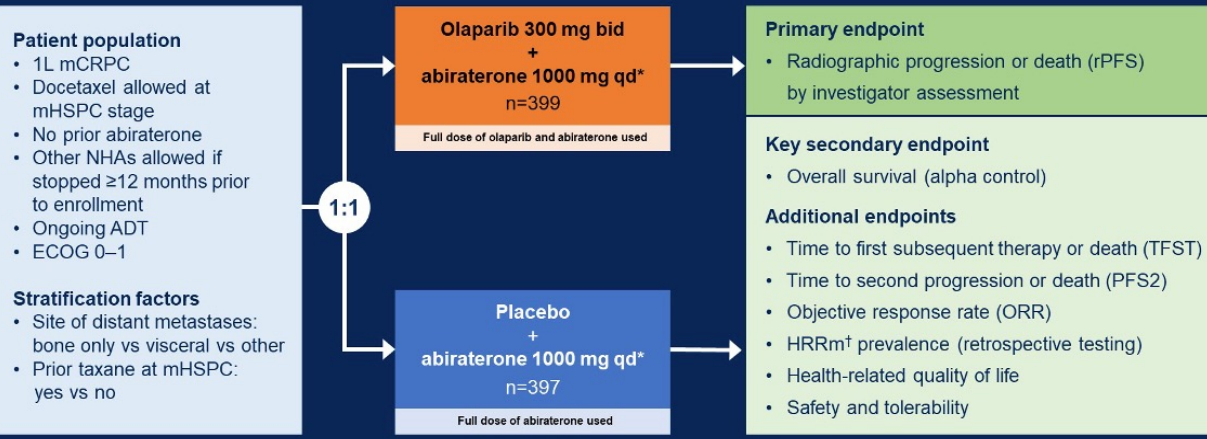 Patient population
• 1L mCRPC
• Docetaxel allowed at
mHSPC stage
• No prior abiraterone
• Other NHAs allowed if
stopped ≥12 months prior
to enrollment
• Ongoing ADT
• ECOG 0–1
Stratification factors
• Site of distant metastases:
bone only vs visceral vs other
• Prior taxane at mHSPC:
yes vs no
1:1
Olaparib 300 mg bid
+
abiraterone 1000 mg qd*
n=399
Full dose of olaparib and abiraterone used
Placebo
+
abiraterone 1000 mg qd*
n=397
Full dose of abiraterone used
Primary endpoint
• Radiographic progression or death (rPFS)
by investigator assessment
Key secondary endpoint
• Overall survival (alpha control)
Additional endpoints
• Time to first subsequent therapy or death (TFST)
• Time to second progression or death (PFS2)
• Objective response rate (ORR)
• HRRm† prevalence (retrospective testing)
• Health-related quality of life
• Safety and tolerability